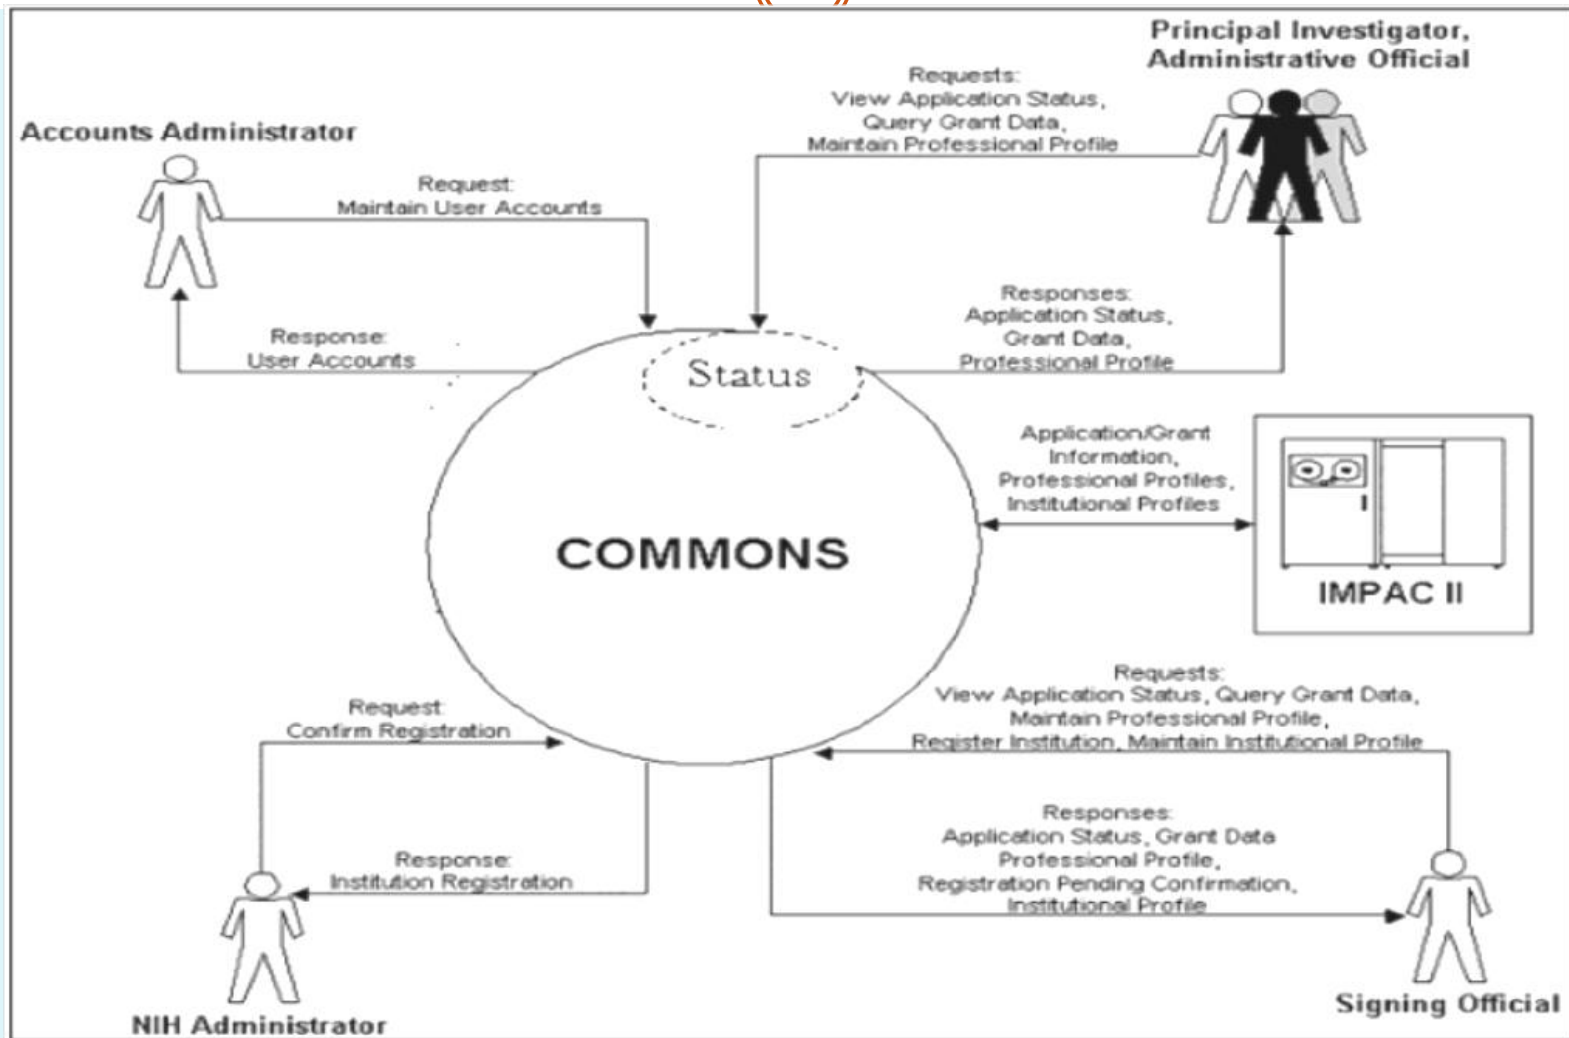 Principal Investigator,
Administrative Official
Requests:
View Application Status,
Query Grant Data,
Maintain Professional Profile
Accounts Administrator
Request:
Maintain User Accounts
Response:
User Accounts
Responses:
Application Status,
Grant Data,
Professional Profile
Status
Application/Grant
Information,
Professional Profiles,
Institutional Profiles
COMMONS
IMPAC II
Requests:
View Application Status, Query Grant Data,
Maintain Professional Profile,
Register Institution, Maintain Institutional Profile
Request:
Confirm Registration
Responses:
Application Status, Grant Data
Professional Profile,
Registration Pending Confirmation,
Institutional Profile
Response:
Institution Registration
Signing Official
NIH Administrator